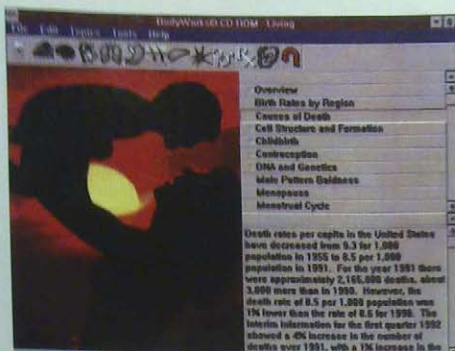 BodyWorks© CD ROM - Living
File Edit Topics Tools Help
Overview
Birth Rates by Region
Causes of Death
Cell Structure and Formation
Childbirth
Contraception
DNA and Genetics
Male Pattern Baldness
Menopause
Menstrual Cycle
Death rates per capita in the United States
have decreased from 9.3 for 1,000
population in 1955 to 8.5 per 1,000
population in 1991. For the year 1991 there
were approximately 2,165,000 deaths, about
3,000 more than in 1990. However, the
death rate of 8.5 per 1,000 population was
1% lower than the rate of 8.6 for 1990. The
Interim information for the first quarter 1992
showed a 4% increase in the number of
deaths over 1991, with a 1% increase in the